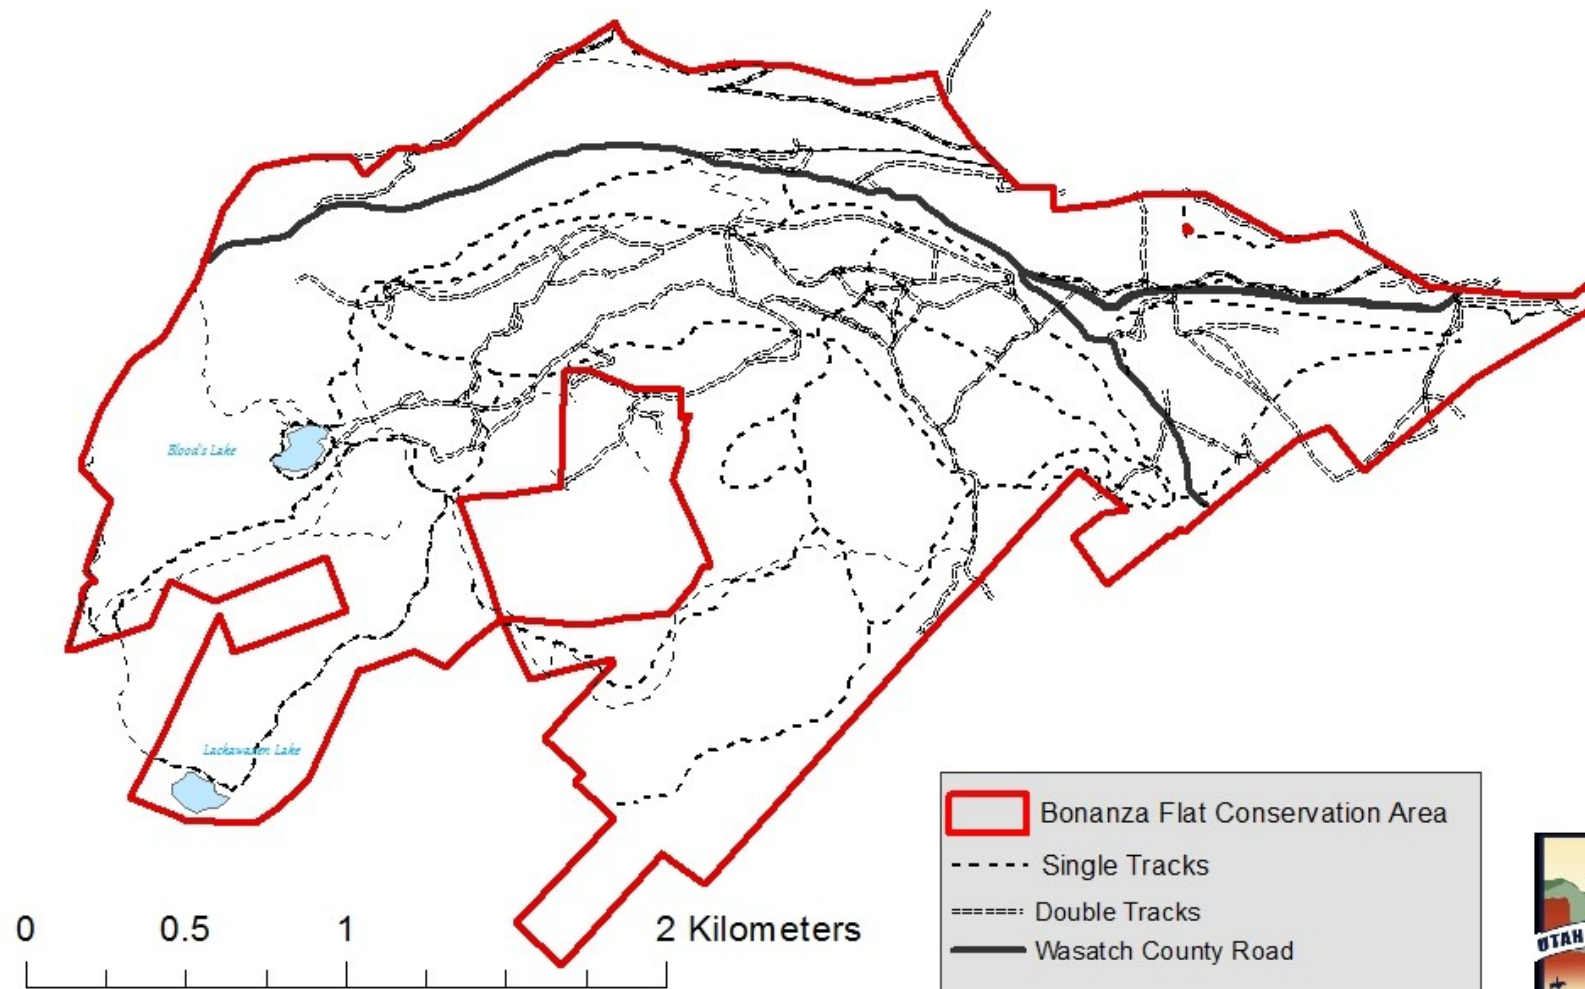 Blood's Lake
Lackawaxen Lake
Bonanza Flat Conservation Area
Single Tracks
Double Tracks
Wasatch County Road
0 0.5 1 2 Kilometers
UTAH